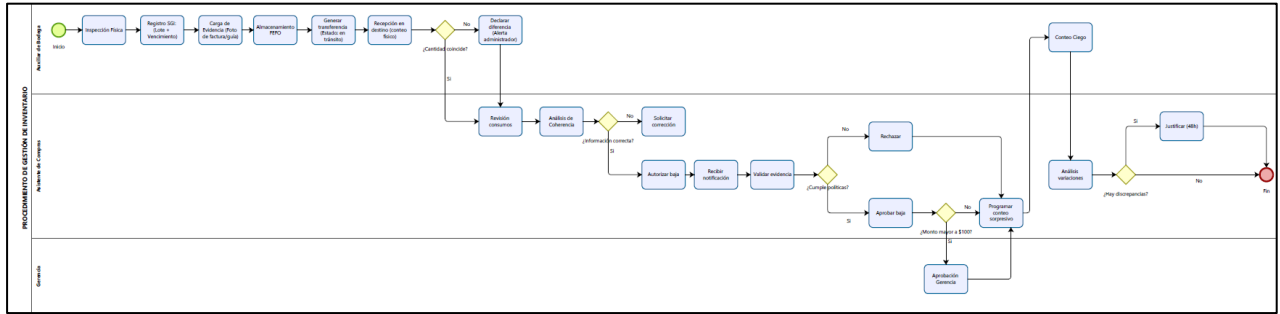 PROCEDIMIENTO DE GESTIÓN DE INVENTARIO
Auxiliar de Bodega
Inicio
Inspección Física
Registro SGI:
(Lote +
Vencimiento)
Carga de
Evidencia (Foto
de factura/guía)
Almacenamiento
FEFO
Generar
transferencia
(Estado en
tránsito)
Recepción en
destino (conteo
físico)
¿Cantidad coincide?
No
Si
Declarar
diferencia
(Alerta
administrador)
Conteo Ciego
Asistente de Compras
Revisión
consumos
Análisis de
Coherencia
¿Información correcta?
No
Si
Solicitar
corrección
Autorizar baja
Recibir
notificación
Validar evidencia
¿Cumple políticas?
No
Si
Rechazar
Aprobar baja
¿Monto mayor a $100?
No
Si
Programar
conteo
sorpresivo
Análisis
variaciones
¿Hay discrepancias?
Si
No
Justificar (48h)
Fin
Gerencia
Aprobación
Gerencia